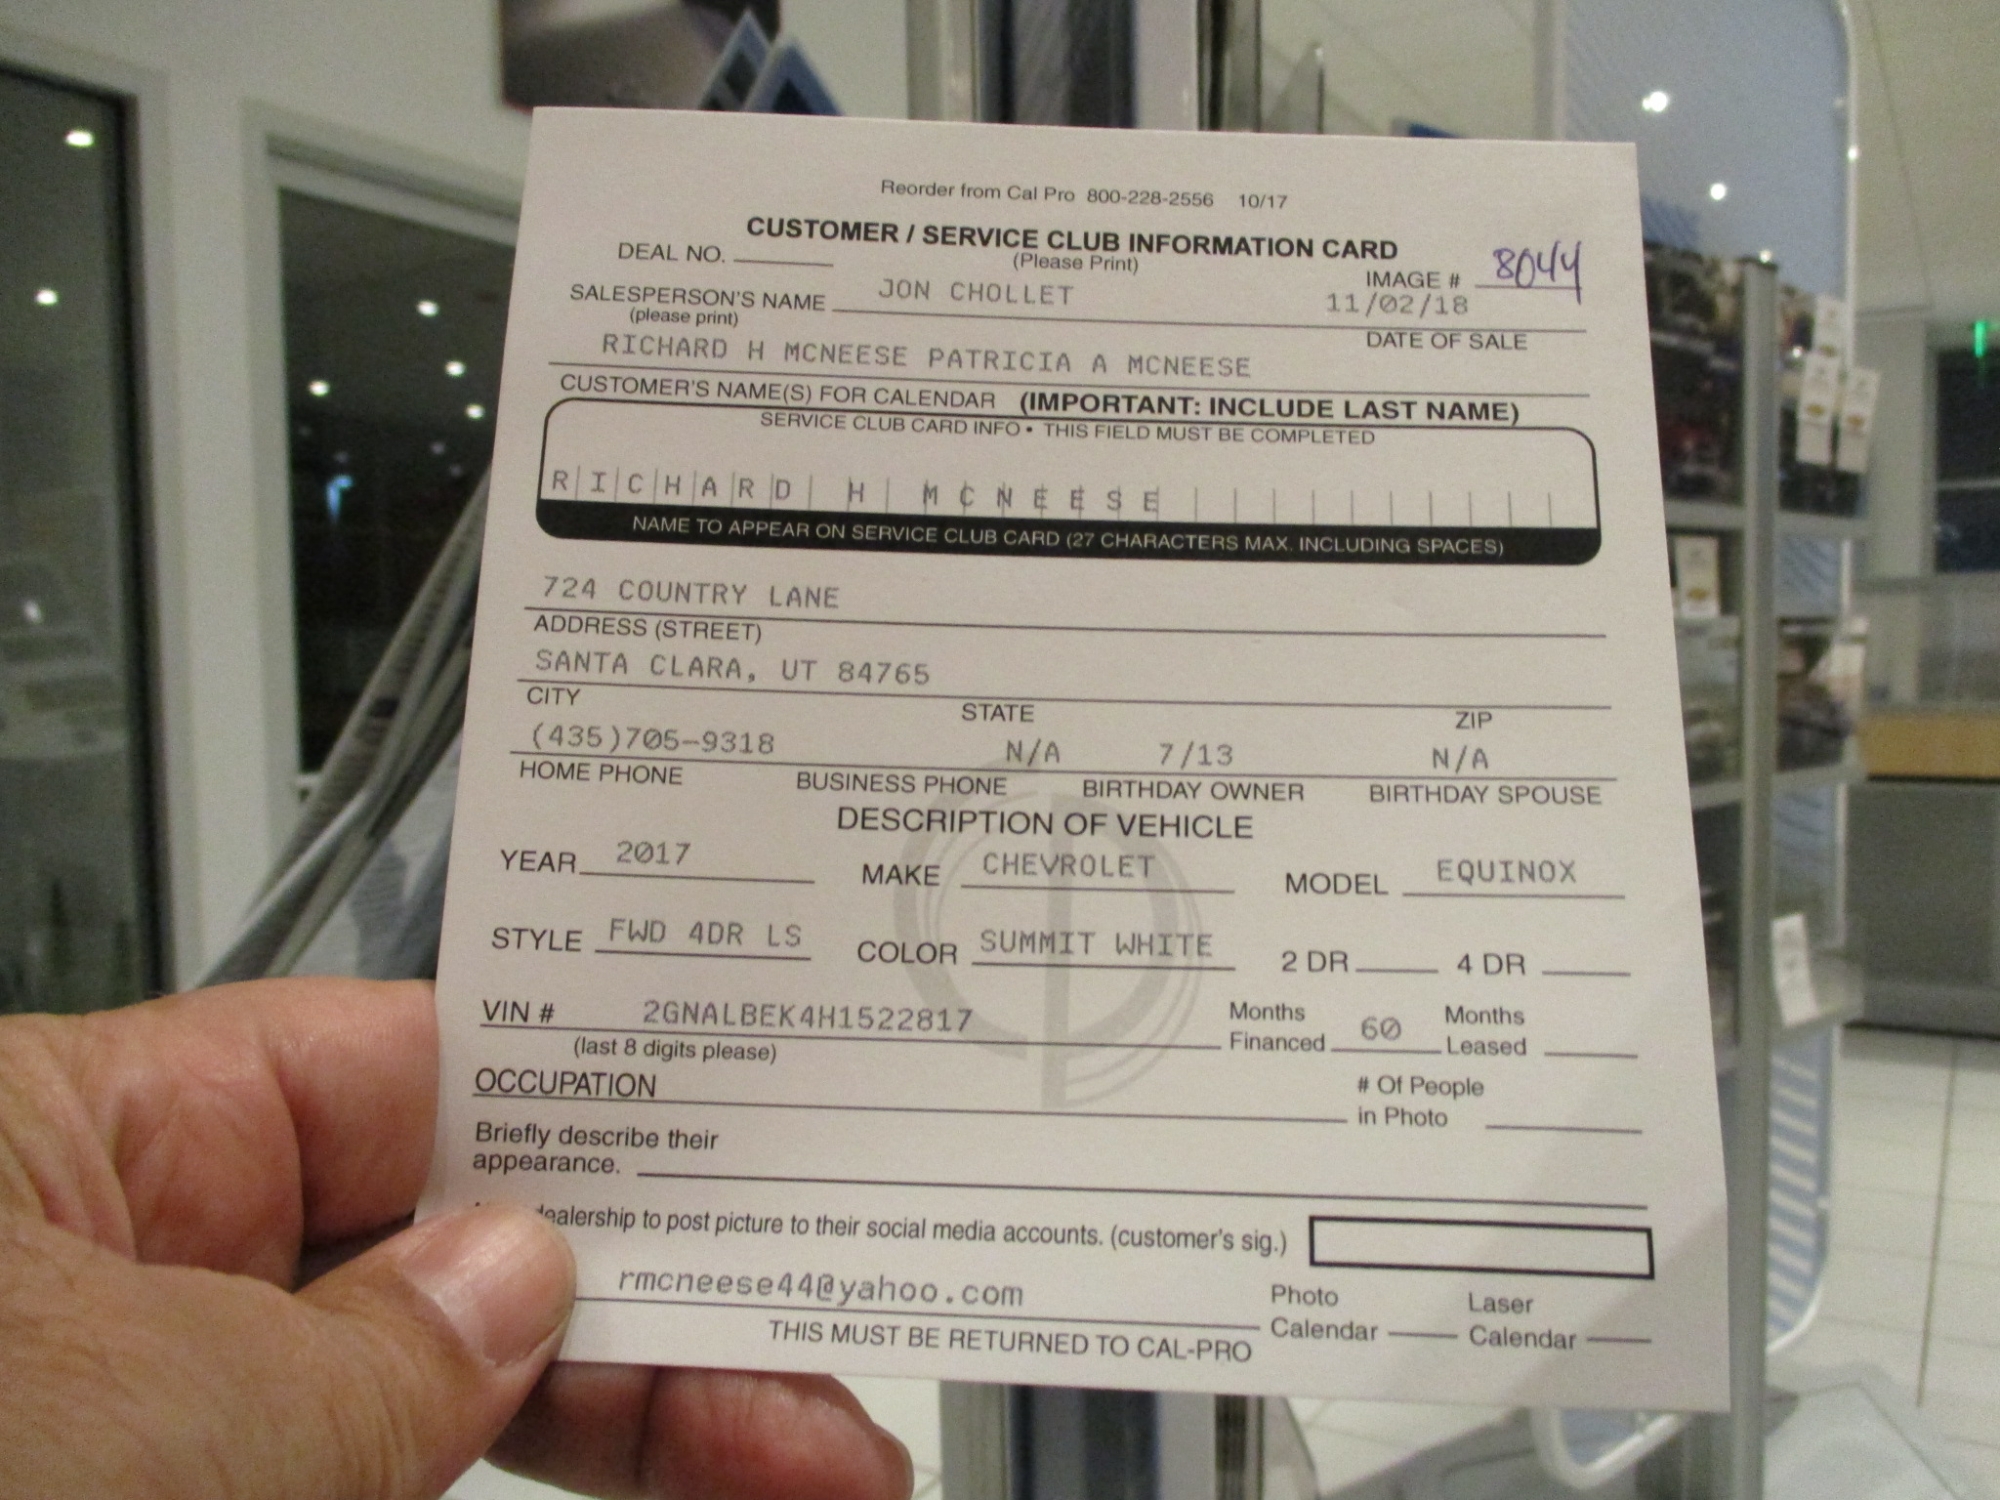 Reorder from Cal Pro 800-228-2556 10/17
CUSTOMER / SERVICE CLUB INFORMATION CARD
(Please Print)
DEAL NO.
IMAGE # 8044
SALESPERSON'S NAME JON CHOLLET 11/02/18
(please print) DATE OF SALE
RICHARD H MCNEESE PATRICIA A MCNEESE
CUSTOMER'S NAME(S) FOR CALENDAR (IMPORTANT: INCLUDE LAST NAME)
SERVICE CLUB CARD INFO • THIS FIELD MUST BE COMPLETED
RICHARD H MCNEESE
NAME TO APPEAR ON SERVICE CLUB CARD (27 CHARACTERS MAX. INCLUDING SPACES)
724 COUNTRY LANE
ADDRESS (STREET)
SANTA CLARA, UT 84765
CITY STATE ZIP
(435)705-9318 N/A 7/13 N/A
HOME PHONE BUSINESS PHONE BIRTHDAY OWNER BIRTHDAY SPOUSE
DESCRIPTION OF VEHICLE
YEAR 2017 MAKE CHEVROLET MODEL EQUINOX
STYLE FWD 4DR LS COLOR SUMMIT WHITE 2 DR 4 DR
VIN # 2GNALBEK4H1522817 Months Financed 60 Months Leased
(last 8 digits please)
OCCUPATION # Of People in Photo
Briefly describe their
appearance.
to post picture to their social media accounts. (customer's sig.)
rmcneese44@yahoo.com Photo Calendar Laser Calendar
THIS MUST BE RETURNED TO CAL-PRO